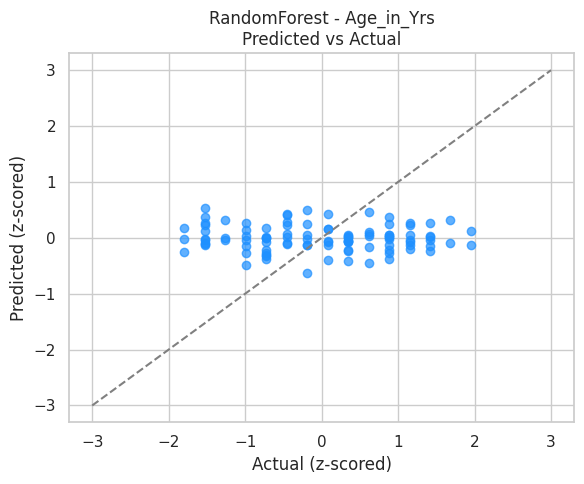 RandomForest - Age_in_Yrs
Predicted vs Actual
3
2
1
0
−1
−2
−3
Predicted (z-scored)
−3 −2 −1 0 1 2 3
Actual (z-scored)